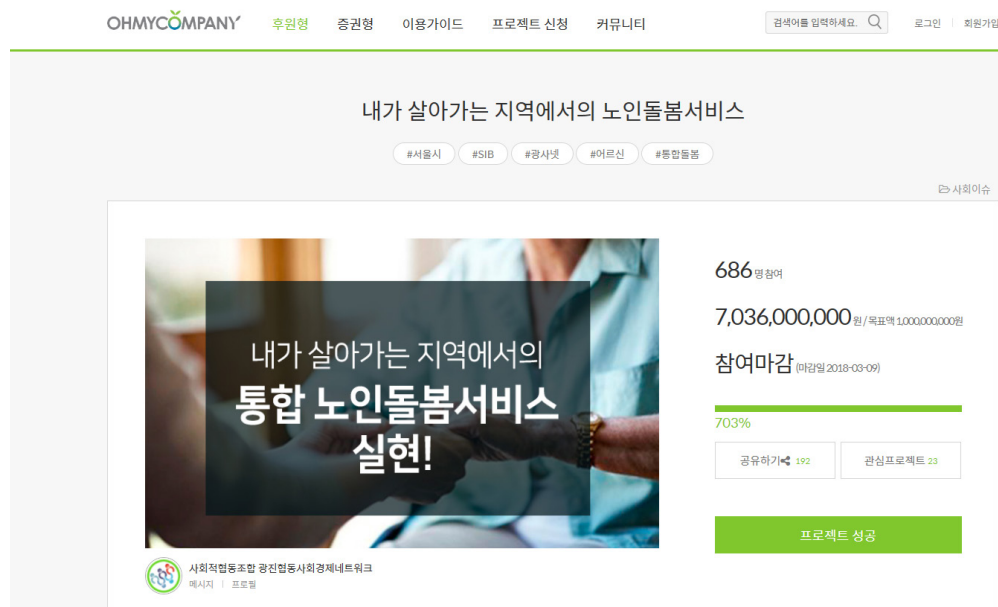 OHMYCOMPANY 후원형 증권형 이용가이드 프로젝트 신청 커뮤니티 검색어를 입력하세요. 로그인 회원가입
내가 살아가는 지역에서의 노인돌봄서비스
#서울시 #SIB #광사넷 #어르신 #통합돌봄
사회이슈
내가 살아가는 지역에서의
통합 노인돌봄서비스
실현!
686 명 참여
7,036,000,000 원 / 목표액 1,000,000,000원
참여마감 (마감일 2018-03-09)
703%
공유하기 192 관심프로젝트 23
프로젝트 성공
사회적협동조합 광진협동사회경제네트워크
메시지 프로필